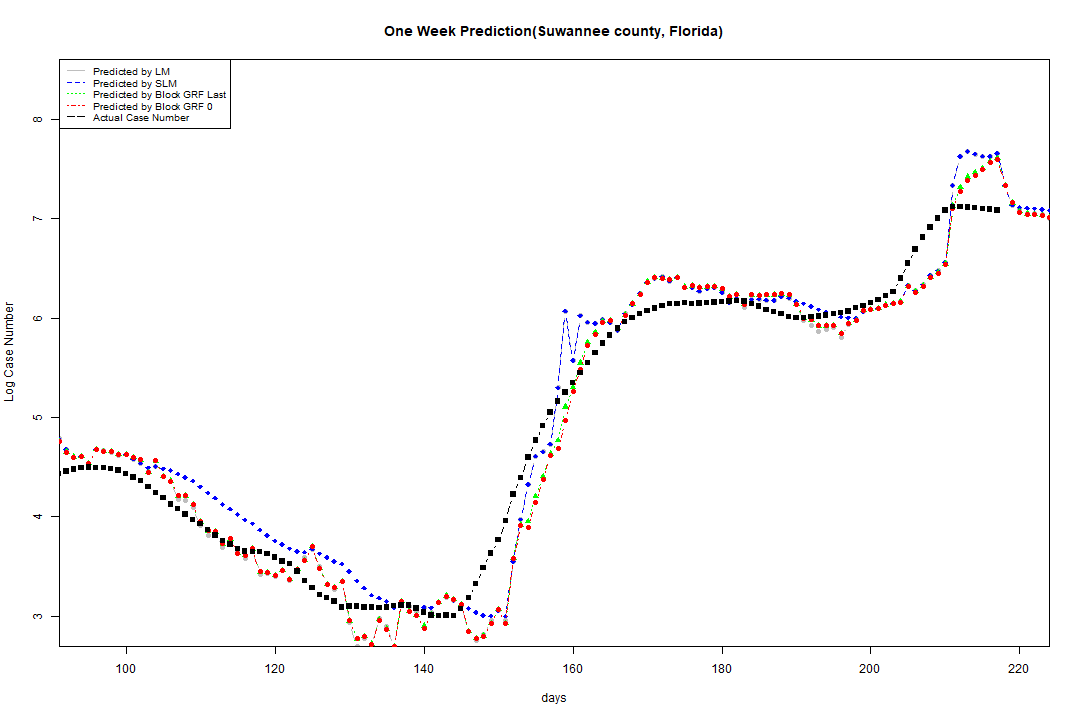 One Week Prediction(Suwannee county, Florida)
Predicted by LM
Predicted by SLM
Predicted by Block GRF Last
Predicted by Block GRF 0
Actual Case Number
8
7
6
5
4
3
Log Case Number
100 120 140 160 180 200 220
days